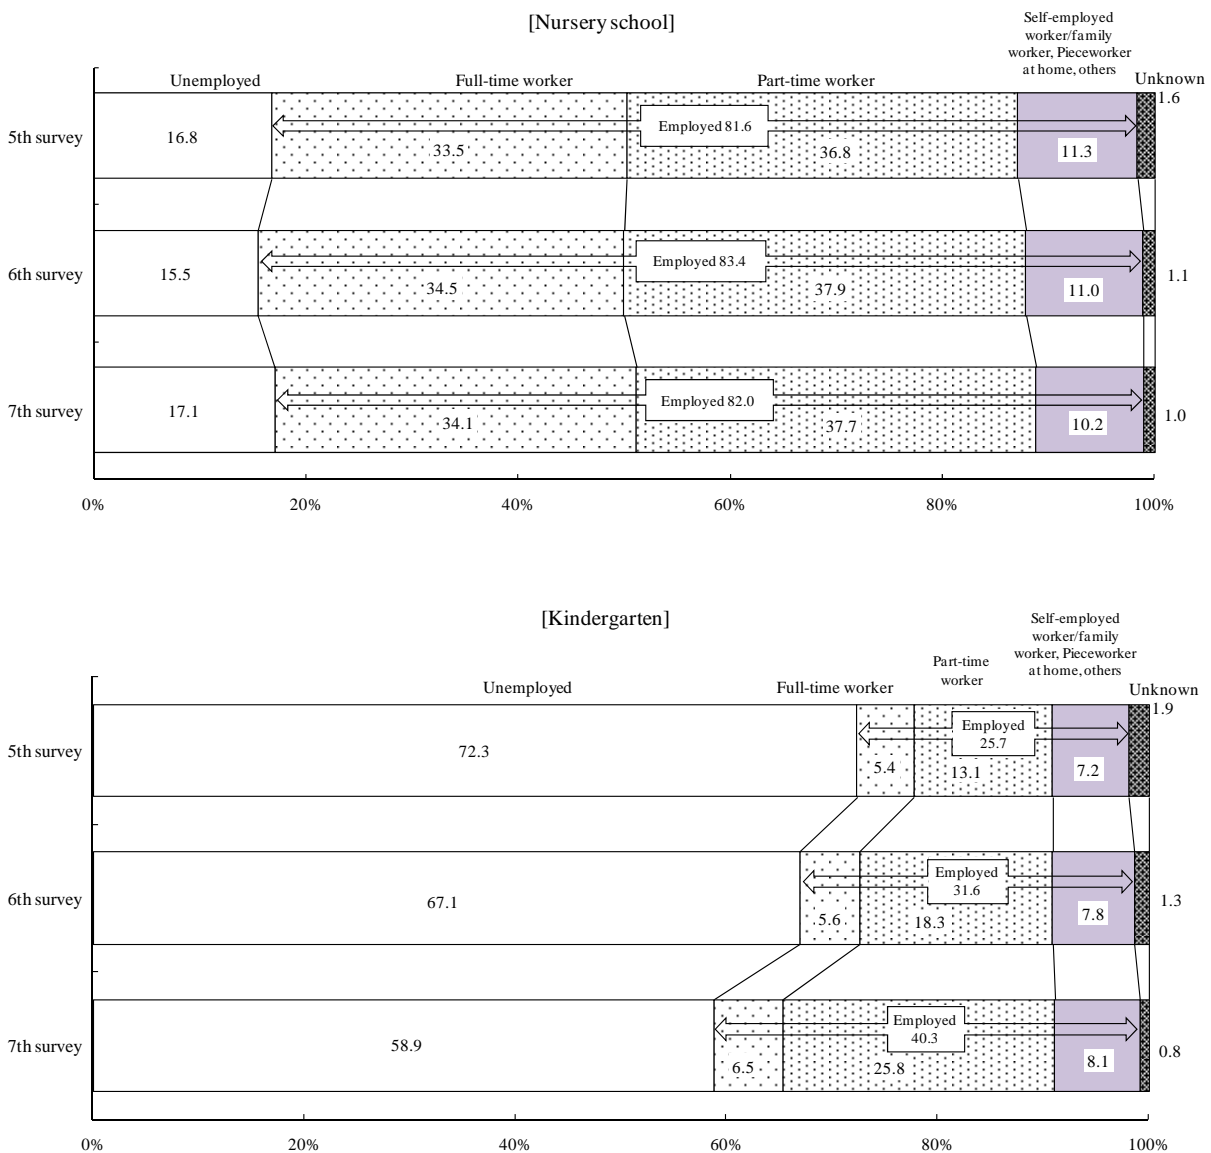 [Nursery school]
Self-employed
worker/family
worker, Pieceworker
at home, others
Unemployed
Full-time worker
Part-time worker
Unknown
1.6
5th survey
16.8
33.5
Employed 81.6
36.8
11.3
6th survey
15.5
34.5
Employed 83.4
37.9
11.0
1.1
7th survey
17.1
34.1
Employed 82.0
37.7
10.2
1.0
0%
20%
40%
60%
80%
100%
[Kindergarten]
Self-employed
worker/family
worker, Pieceworker
at home, others
Unemployed
Full-time worker
Part-time
worker
Unknown
1.9
5th survey
72.3
5.4
Employed
25.7
13.1
7.2
6th survey
67.1
5.6
Employed
31.6
18.3
7.8
1.3
7th survey
58.9
6.5
Employed
40.3
25.8
8.1
0.8
0%
20%
40%
60%
80%
100%